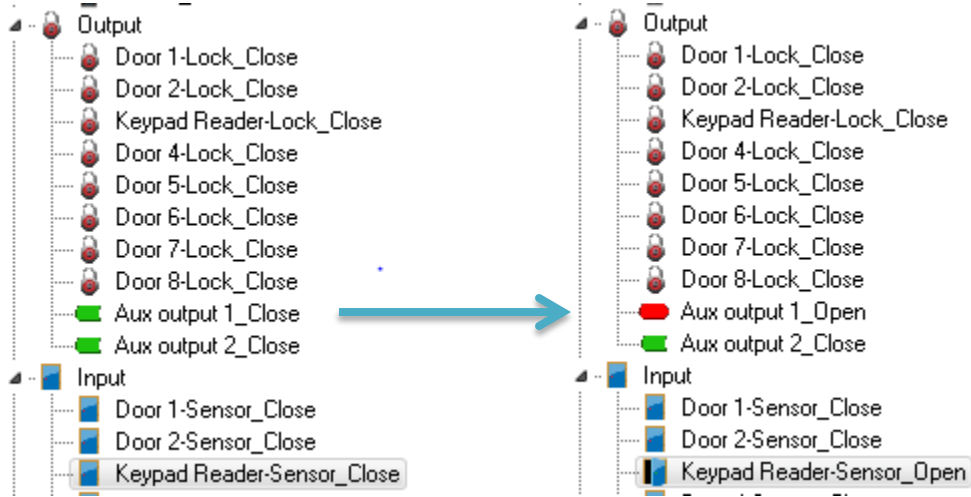 Output
Door 1-Lock_Close
Door 2-Lock_Close
Keypad Reader-Lock_Close
Door 4-Lock_Close
Door 5-Lock_Close
Door 6-Lock_Close
Door 7-Lock_Close
Door 8-Lock_Close
Aux output 1_Close
Aux output 2_Close
Input
Door 1-Sensor_Close
Door 2-Sensor_Close
Keypad Reader-Sensor_Close
Output
Door 1-Lock_Close
Door 2-Lock_Close
Keypad Reader-Lock_Close
Door 4-Lock_Close
Door 5-Lock_Close
Door 6-Lock_Close
Door 7-Lock_Close
Door 8-Lock_Close
Aux output 1_Open
Aux output 2_Close
Input
Door 1-Sensor_Close
Door 2-Sensor_Close
Keypad Reader-Sensor_Open